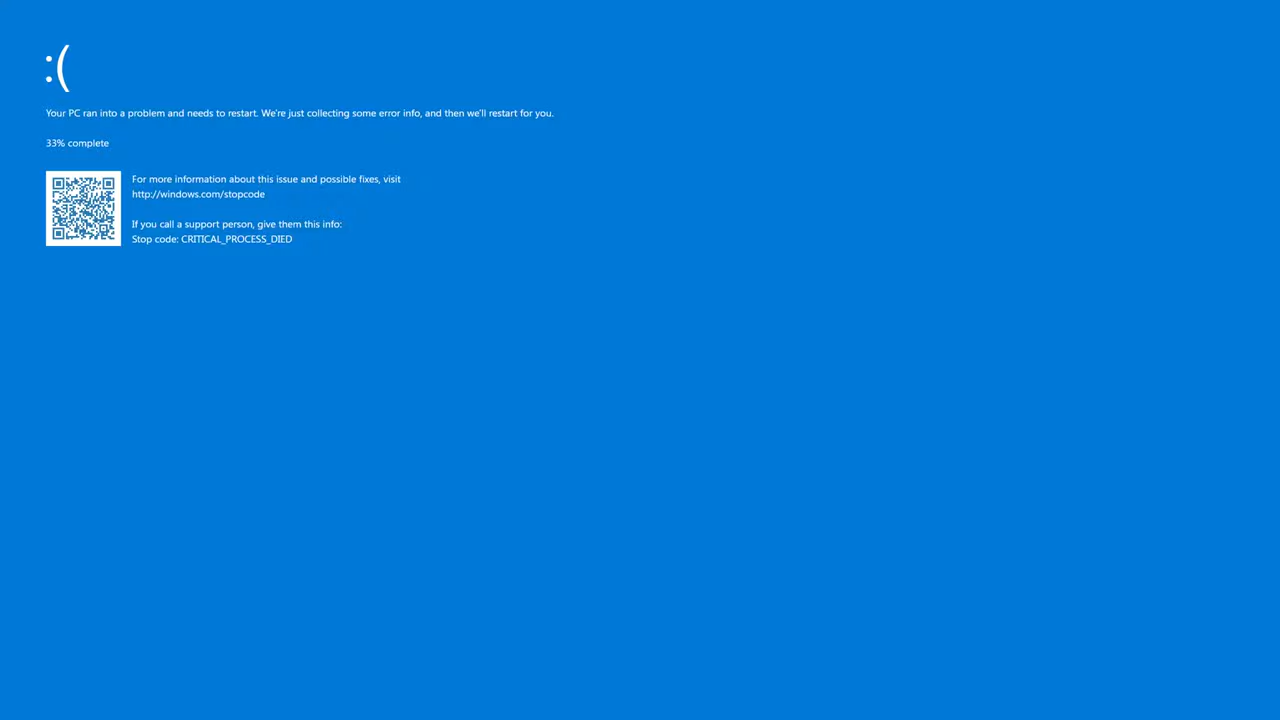 :(
Your PC ran into a problem and needs to restart. We're just collecting some error info, and then we'll restart for you.
33% complete
For more information about this issue and possible fixes, visit
http://windows.com/stopcode
If you call a support person, give them this info:
Stop code: CRITICAL_PROCESS_DIED